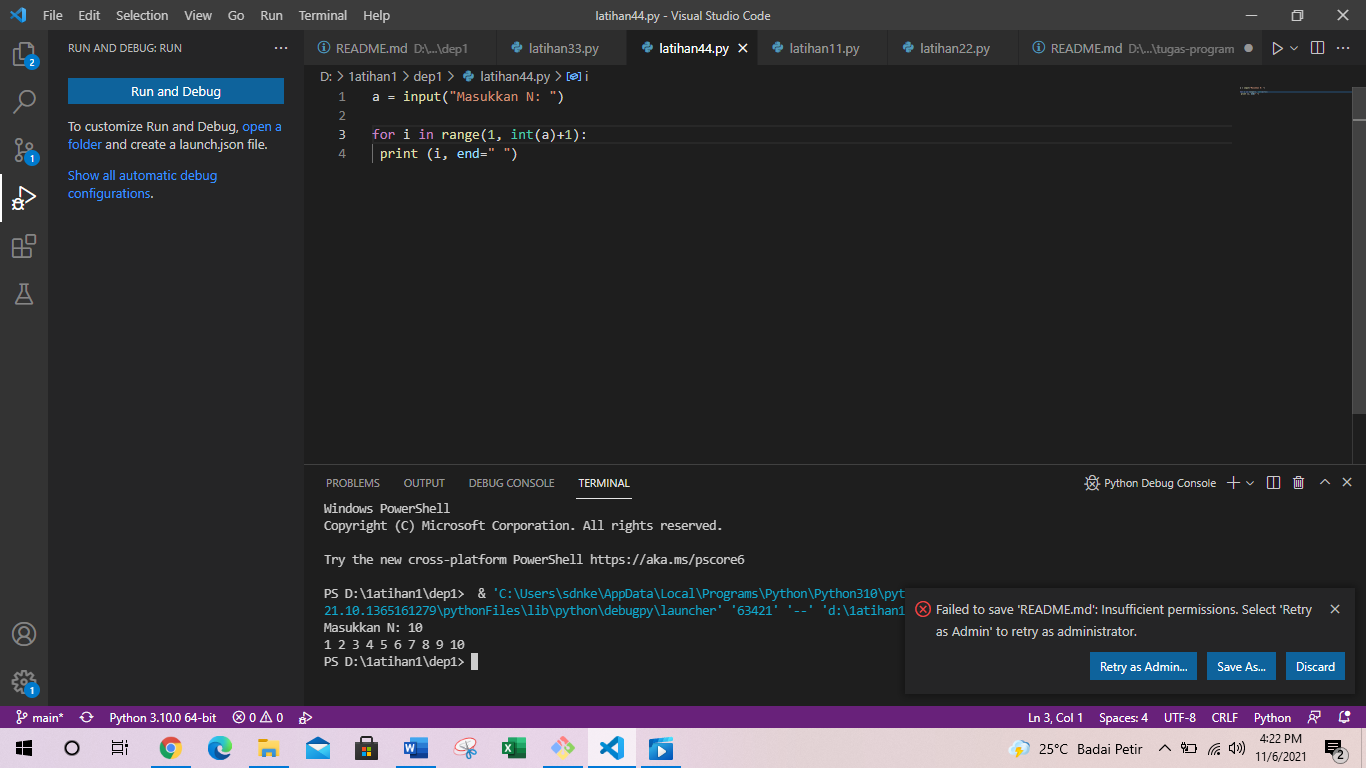 File Edit Selection View Go Run Terminal Help
latihan44.py - Visual Studio Code
RUN AND DEBUG: RUN
Run and Debug
To customize Run and Debug, open a
folder and create a launch.json file.
Show all automatic debug
configurations.
2
1
1
README.md D:\...\dep1 latihan33.py latihan44.py latihan11.py latihan22.py README.md D:\...\tugas-program
D: > 1atihan1 > dep1 > latihan44.py > i
1 a = input("Masukkan N: ")
2
3 for i in range(1, int(a)+1):
4 print (i, end=" ")
PROBLEMS OUTPUT DEBUG CONSOLE TERMINAL
Python Debug Console
Windows PowerShell
Copyright (C) Microsoft Corporation. All rights reserved.
Try the new cross-platform PowerShell https://aka.ms/pscore6
PS D:\1atihan1\dep1>  & 'C:\Users\sdnke\AppData\Local\Programs\Python\Python310\pyt
21.10.1365161279\pythonFiles\lib\python\debugpy\launcher' '63421' '--' 'd:\1atihan1
Masukkan N: 10
1 2 3 4 5 6 7 8 9 10
PS D:\1atihan1\dep1>
Failed to save 'README.md': Insufficient permissions. Select 'Retry
as Admin' to retry as administrator.
Retry as Admin... Save As... Discard
main* Python 3.10.0 64-bit 0 0
Ln 3, Col 1 Spaces: 4 UTF-8 CRLF Python
25°C Badai Petir
4:22 PM
11/6/2021
2